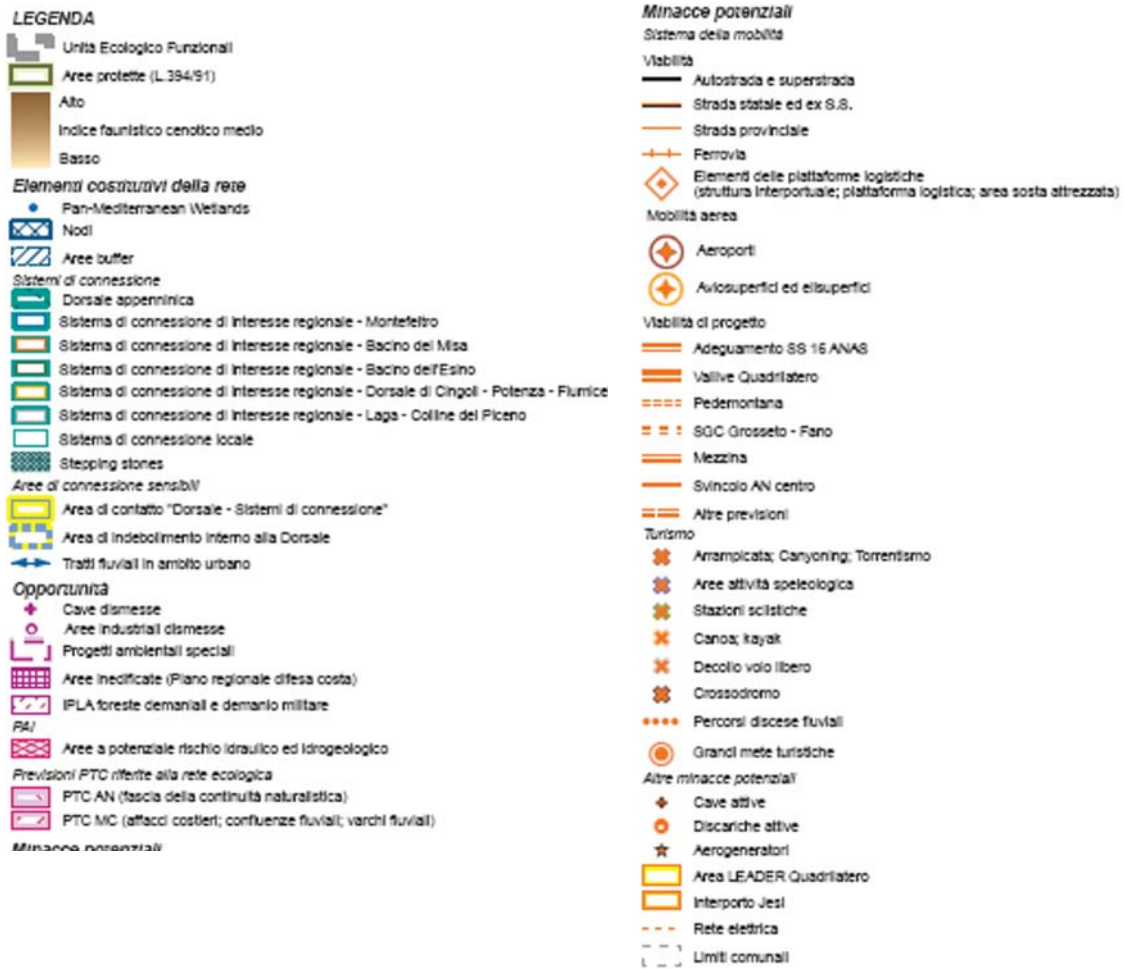 LEGENDA
Unità Ecologico Funzionali
Aree protette (L.394/91)
Alto
Indice faunistico cenotico medio
Basso
Elementi costitutivi della rete
Pan-Mediterranean Wetlands
Nodi
Aree buffer
Sistemi di connessione
Dorsale appenninica
Sistema di connessione di interesse regionale - Montefeltro
Sistema di connessione di interesse regionale - Bacino del Misa
Sistema di connessione di interesse regionale - Bacino dell'Esino
Sistema di connessione di interesse regionale - Dorsale di Cingoli - Potenza - Fiumice
Sistema di connessione di interesse regionale - Laga - Colline del Piceno
Sistema di connessione locale
Stepping stones
Aree di connessione sensibili
Area di contatto "Dorsale - Sistemi di connessione"
Area di indebolimento interno alla Dorsale
Tratti fluviali in ambito urbano
Opportunità
Cave dismesse
Aree industriali dismesse
Progetti ambientali speciali
Aree inedificate (Piano regionale difesa costa)
IPLA foreste demaniali e demanio militare
PAI
Aree a potenziale rischio idraulico ed idrogeologico
Previsioni PTC riferite alla rete ecologica
PTC AN (fascia della continuità naturalistica)
PTC MC (affacci costieri; confluenze fluviali; varchi fluviali)
Minacce potenziali
Minacce potenziali
Sistema della mobilità
Viabilità
Autostrada e superstrada
Strada statale ed ex S.S.
Strada provinciale
Ferrovia
Elementi delle piattaforme logistiche
(struttura interportuale; piattaforma logistica; area sosta attrezzata)
Mobilità aerea
Aeroporti
Aviosuperfici ed elisuperfici
Viabilità di progetto
Adeguamento SS 16 ANAS
Vallive Quadrilatero
Pedemontana
SGC Grosseto - Fano
Mezzina
Svincolo AN centro
Altre previsioni
Turismo
Arrampicata; Canyoning; Torrentismo
Aree attività speleologica
Stazioni sciistiche
Canoa; kayak
Decollo volo libero
Crossodromo
Percorsi discese fluviali
Grandi mete turistiche
Altre minacce potenziali
Cave attive
Discariche attive
Aerogeneratori
Area LEADER Quadrilatero
Interporto Jesi
Rete elettrica
Limiti comunali